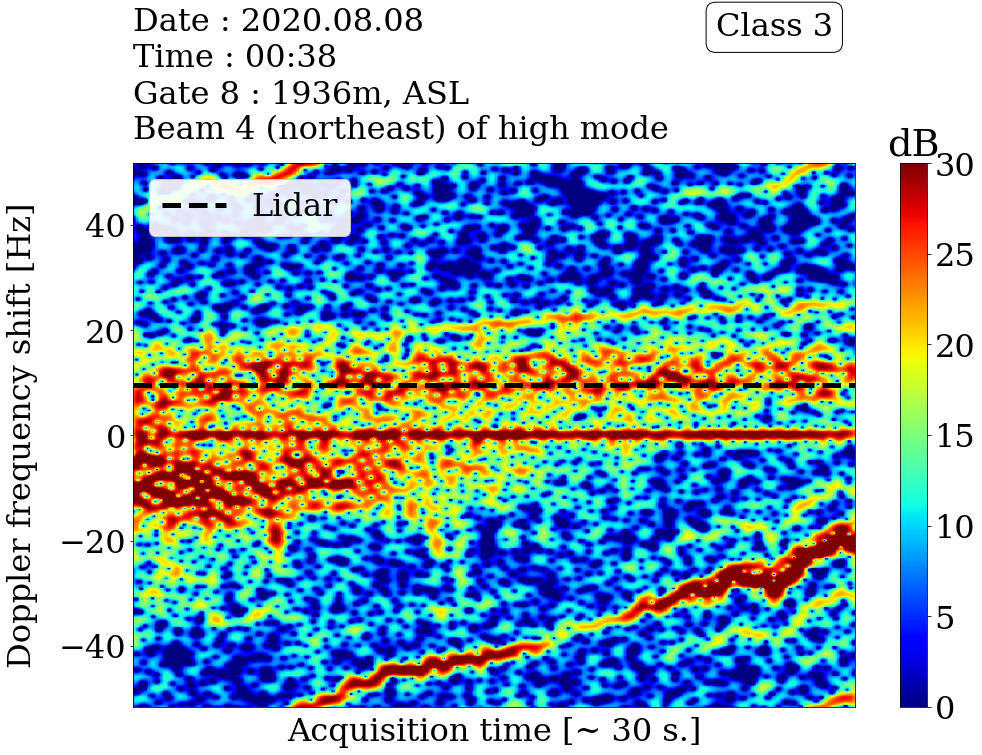 Date : 2020.08.08
Time : 00:38
Gate 8 : 1936m, ASL
Beam 4 (northeast) of high mode
Class 3
dB
Lidar
Doppler frequency shift [Hz]
40
20
0
−20
−40
Acquisition time [~ 30 s.]
30
25
20
15
10
5
0